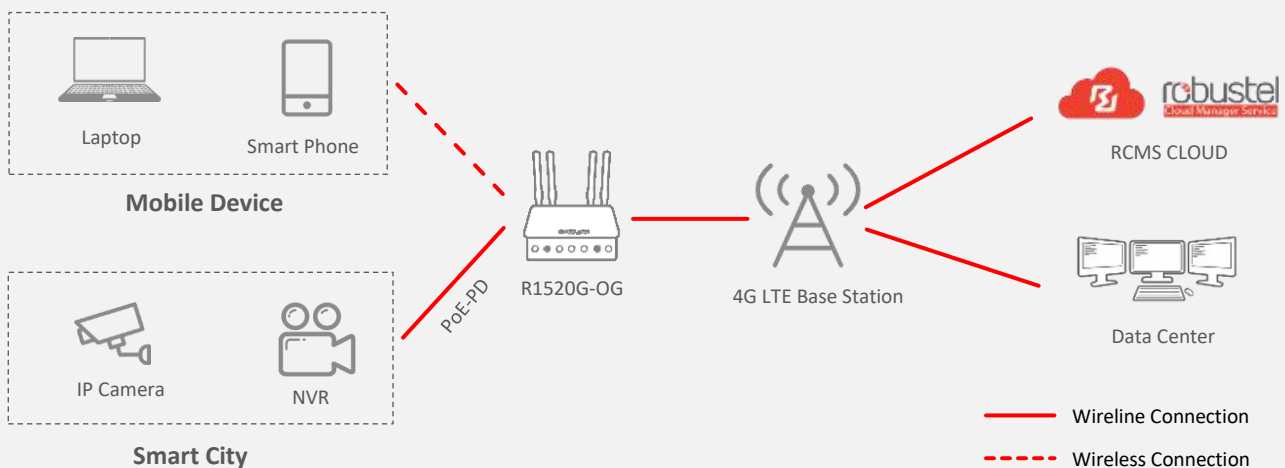 Laptop
Smart Phone
Mobile Device
IP Camera
NVR
Smart City
PoE-PD
R1520G-OG
4G LTE Base Station
robustel
Cloud Manager Service
RCMS CLOUD
Data Center
Wireline Connection
Wireless Connection